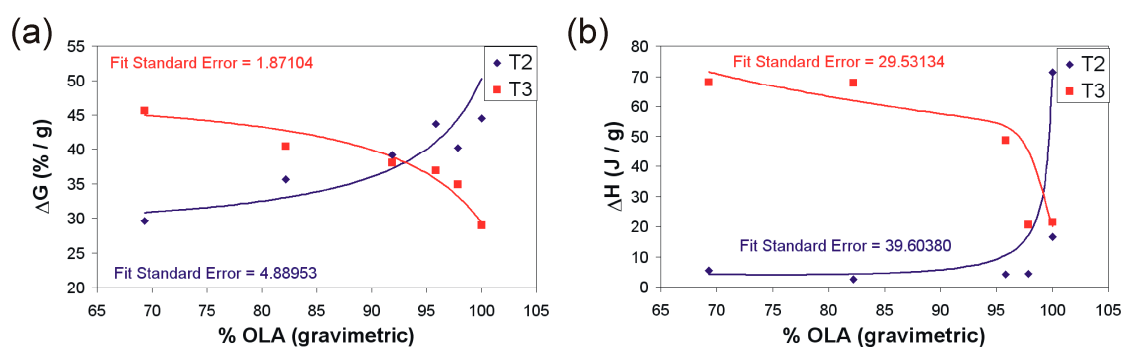 (a)
55
50
45
40
35
30
25
20
ΔG (% / g)
Fit Standard Error = 1.87104
T2
T3
Fit Standard Error = 4.88953
65 70 75 80 85 90 95 100 105
% OLA (gravimetric)
(b)
80
70
60
50
40
30
20
10
0
ΔH (J / g)
Fit Standard Error = 29.53134
T2
T3
Fit Standard Error = 39.60380
65 70 75 80 85 90 95 100 105
% OLA (gravimetric)